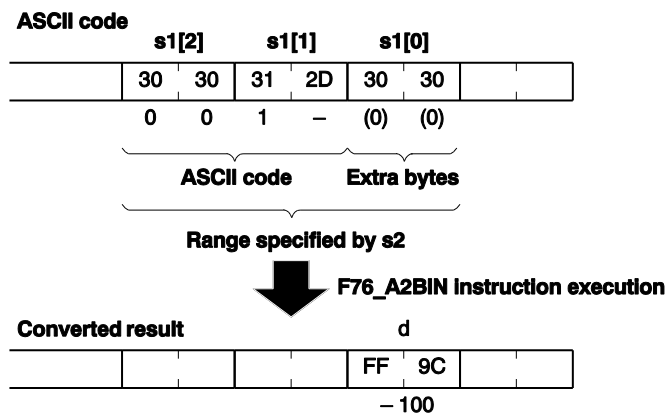 ASCII code
s1[2] s1[1] s1[0]
30 30 31 2D 30 30
0 0 1 – (0) (0)
ASCII code Extra bytes
Range specified by s2
F76_A2BIN instruction execution
Converted result d
FF 9C
– 100